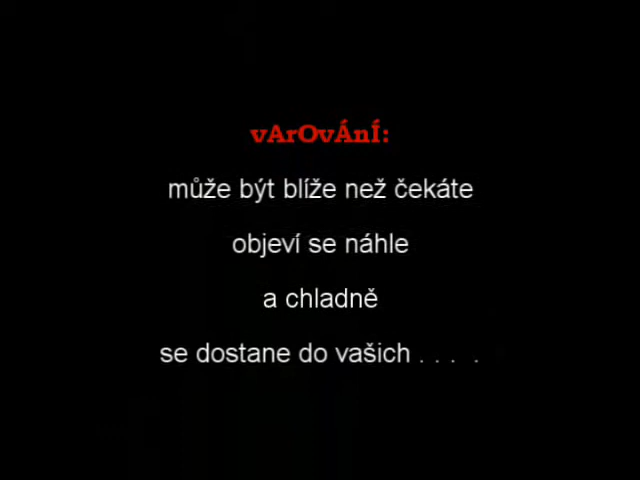 vArOvÁnÍ:
může být blíže než čekáte
objeví se náhle
a chladně
se dostane do vašich . . . .